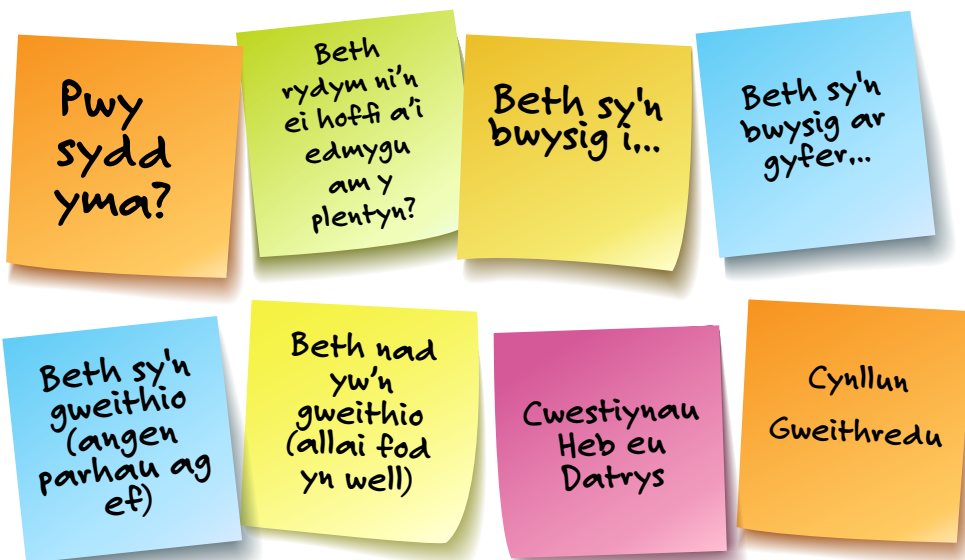 Pwy
sydd
yma?
Beth
rydym ni'n
ei hoffi a'i
edmygu
am y
plentyn?
Beth sy'n
bwysig i...
Beth sy'n
bwysig ar
gyfer...
Beth sy'n
gweithio
(angen
parhau ag
ef)
Beth nad
yw'n
gweithio
(allai fod
yn well)
Cwestiynau
Heb eu
Datrys
Cynllun
Gweithredu